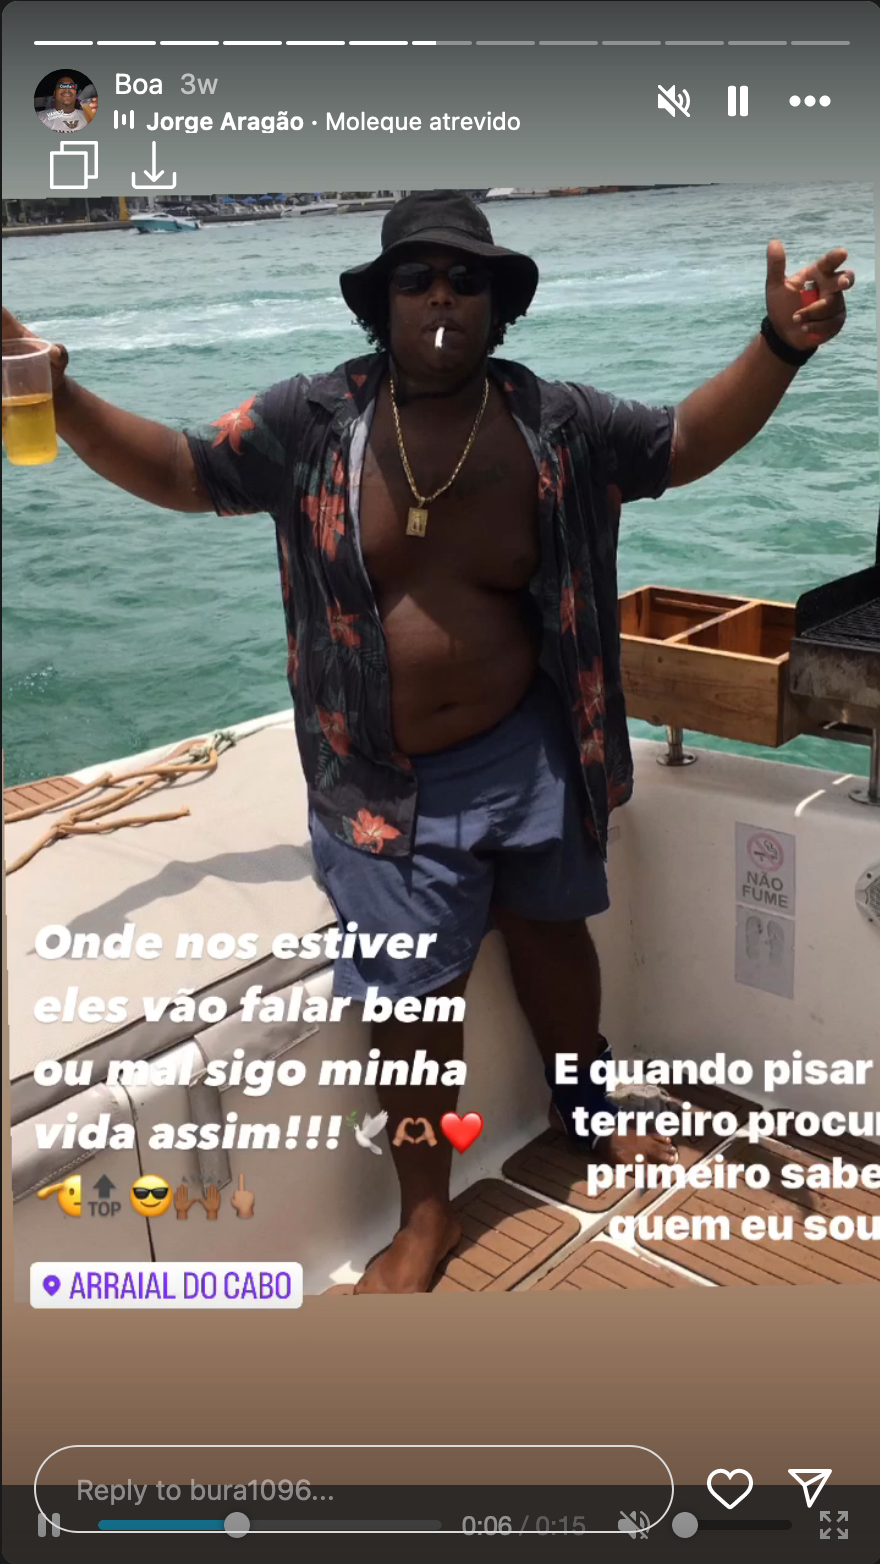 Boa 3w
Jorge Aragão · Moleque atrevido
NÃO
FUME
Onde nos estiver
eles vão falar bem
ou mal sigo minha
vida assim!!!
TOP
E quando pisar
terreiro
primeiro
quem eu sou
ARRAIAL DO CABO
Reply to bura1096...
0:06 / 0:15